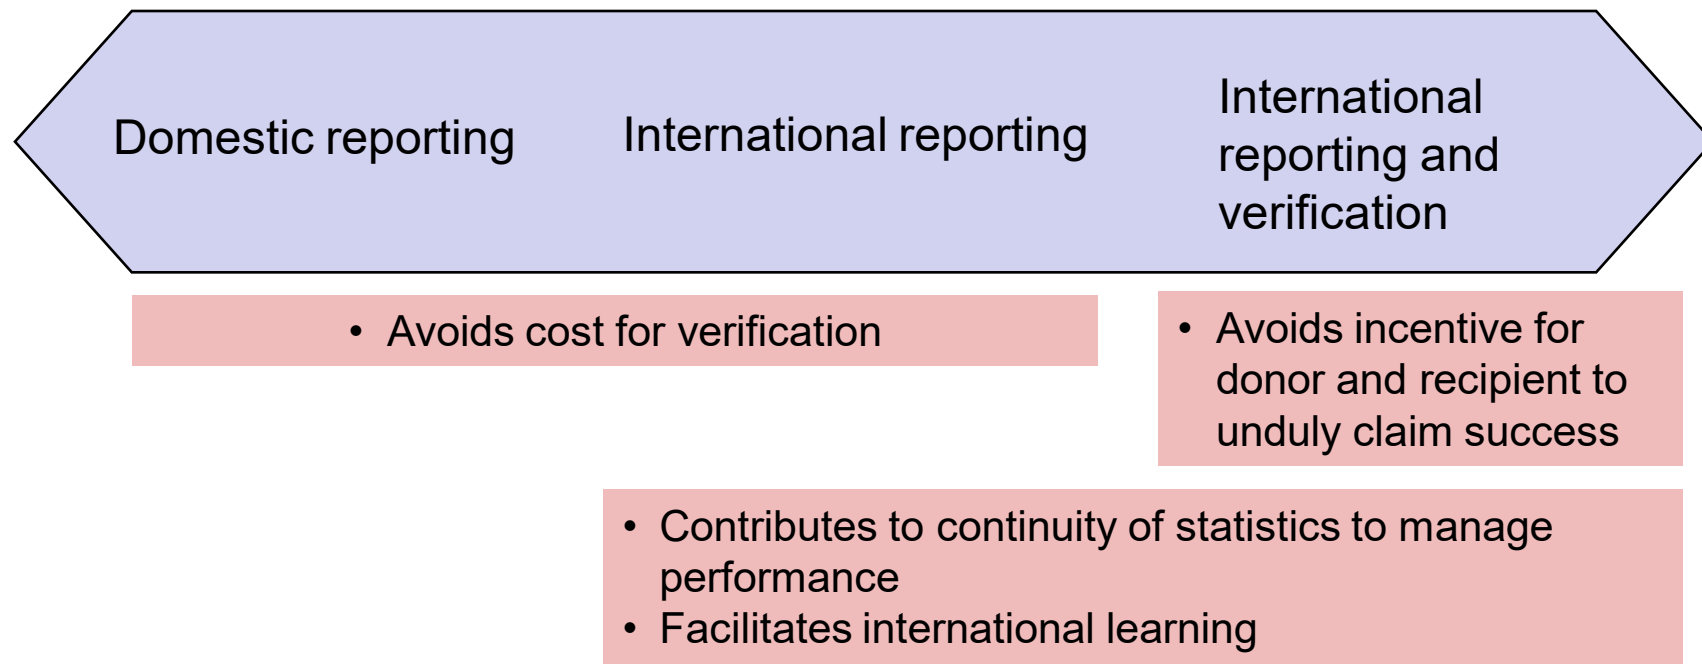 Domestic reporting
International reporting
International
reporting and
verification
• Avoids cost for verification
• Avoids incentive for
donor and recipient to
unduly claim success
• Contributes to continuity of statistics to manage
performance
• Facilitates international learning